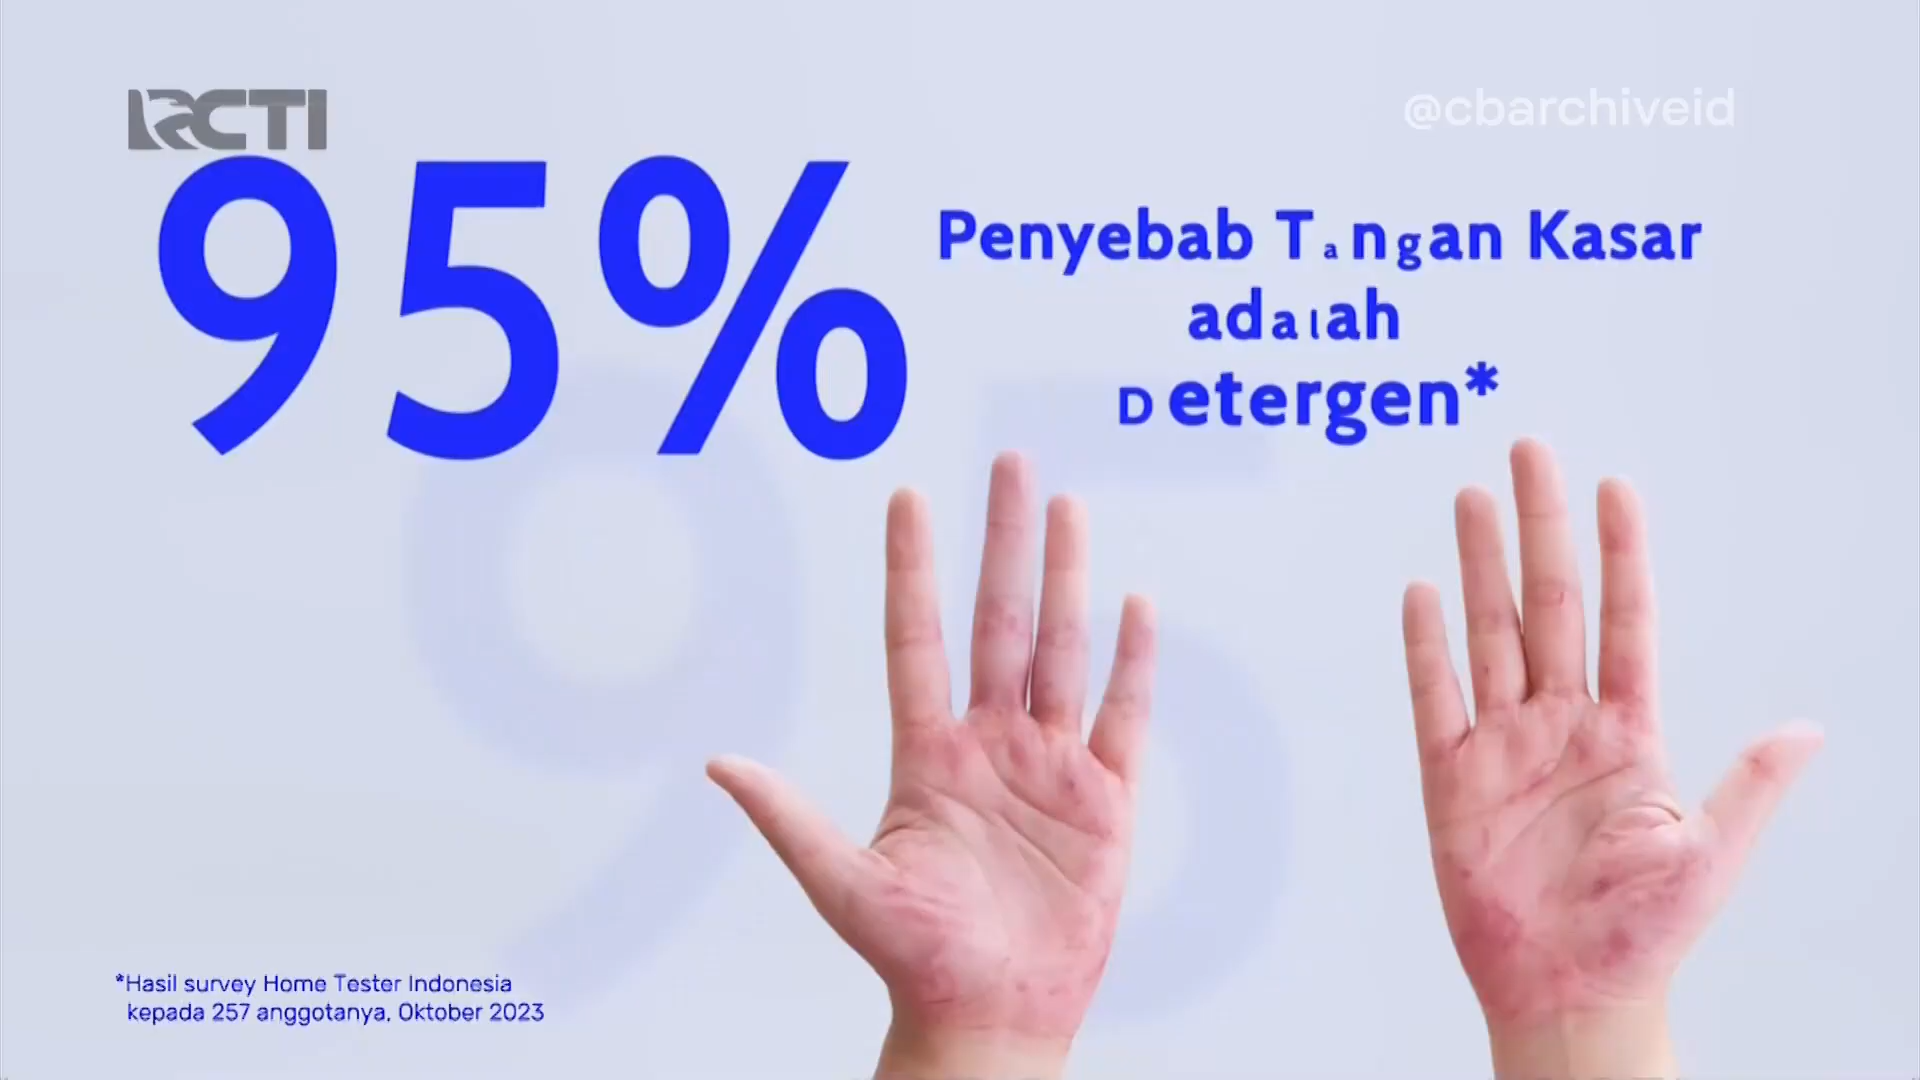 RCTI
@cbarchiveid
95%
Penyebab Tangan Kasar
adalah
Detergen*
*Hasil survey Home Tester Indonesia
kepada 257 anggotanya, Oktober 2023